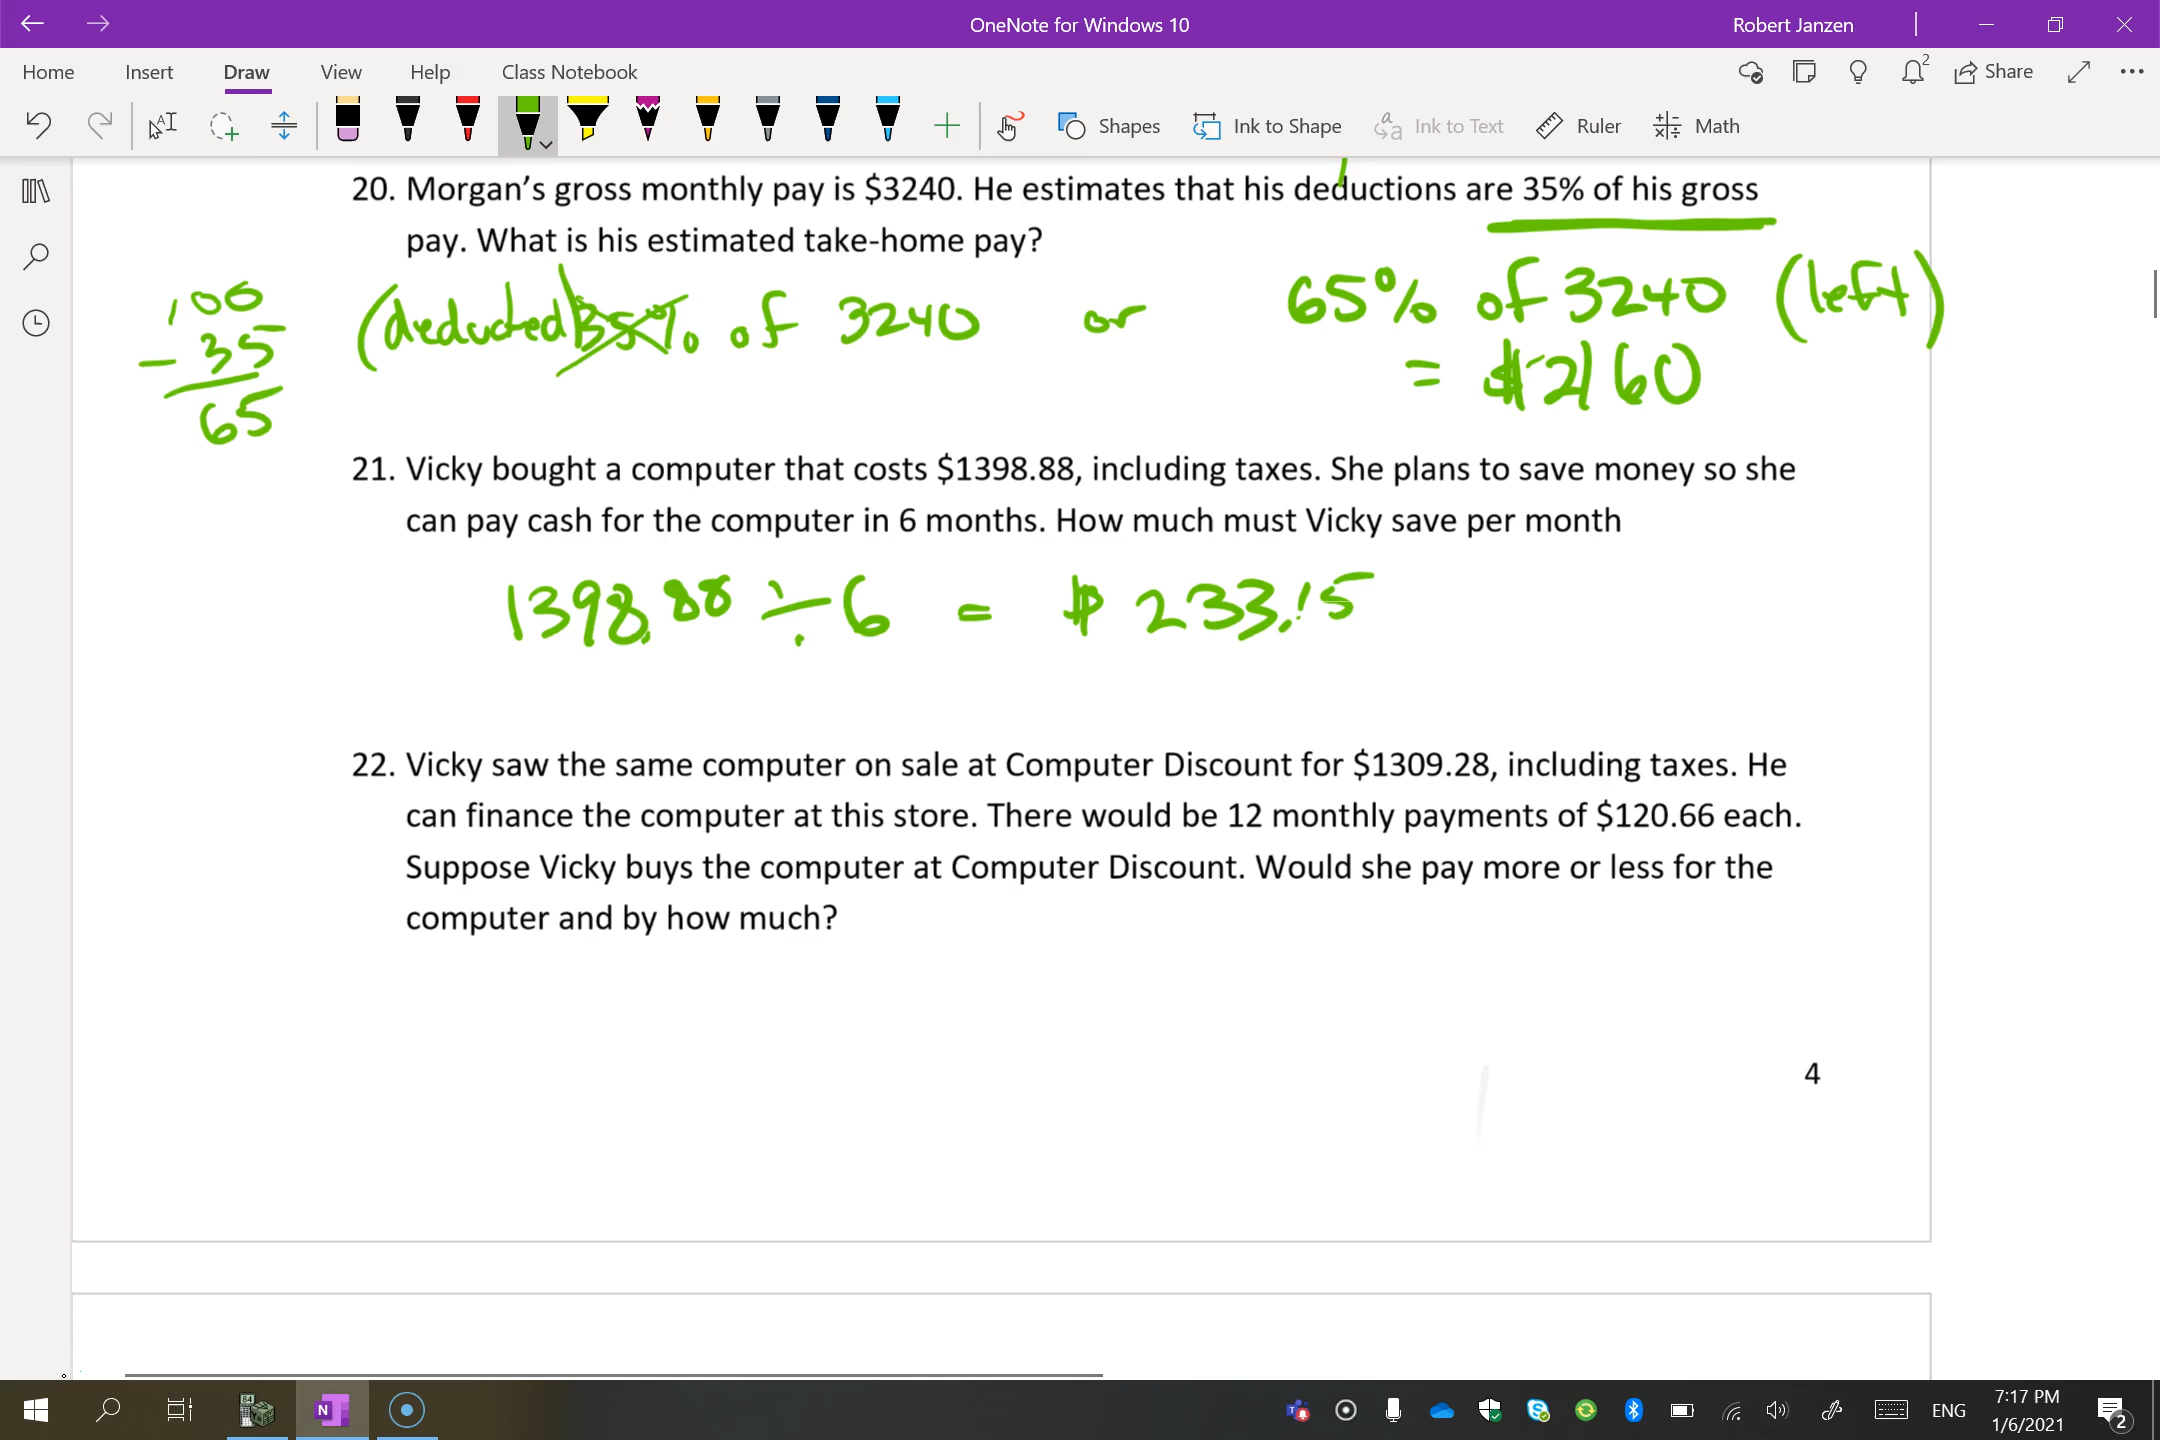 OneNote for Windows 10
Robert Janzen
Home Insert Draw View Help Class Notebook
2 Share
Shapes Ink to Shape Ink to Text Ruler Math
20. Morgan’s gross monthly pay is $3240. He estimates that his deductions are 35% of his gross
pay. What is his estimated take-home pay?
100
- 35
65
(deducted) 35% of 3240 or 65% of 3240 (left)
= $2160
21. Vicky bought a computer that costs $1398.88, including taxes. She plans to save money so she
can pay cash for the computer in 6 months. How much must Vicky save per month
1398.88 ÷ 6 = $ 233.15
22. Vicky saw the same computer on sale at Computer Discount for $1309.28, including taxes. He
can finance the computer at this store. There would be 12 monthly payments of $120.66 each.
Suppose Vicky buys the computer at Computer Discount. Would she pay more or less for the
computer and by how much?
4
ENG
7:17 PM
1/6/2021
2